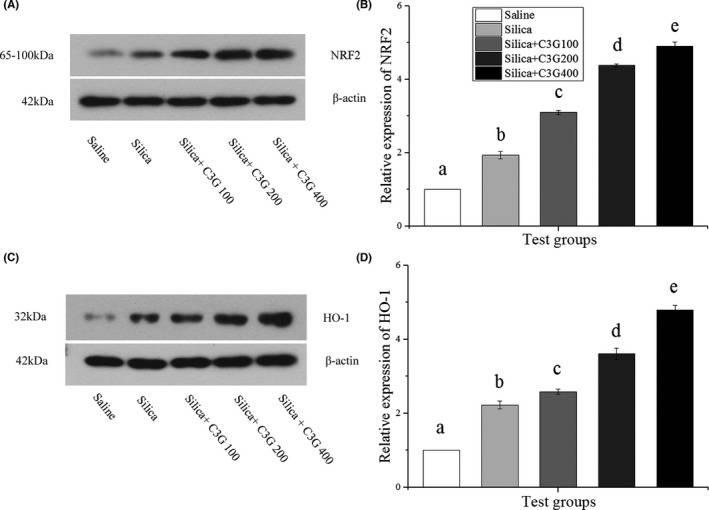 (A)
65-100kDa
NRF2
42kDa
β-actin
Saline
Silica
Silica+ C3G 100
Silica+ C3G 200
Silica + C3G 400
(B)
Relative expression of NRF2
6
4
2
0
Saline
Silica
Silica+C3G100
Silica+C3G200
Silica+C3G400
a
b
c
d
e
Test groups
(C)
32kDa
HO-1
42kDa
β-actin
Saline
Silica
Silica+ C3G 100
Silica+ C3G 200
Silica + C3G 400
(D)
Relative expression of HO-1
6
4
2
0
a
b
c
d
e
Test groups